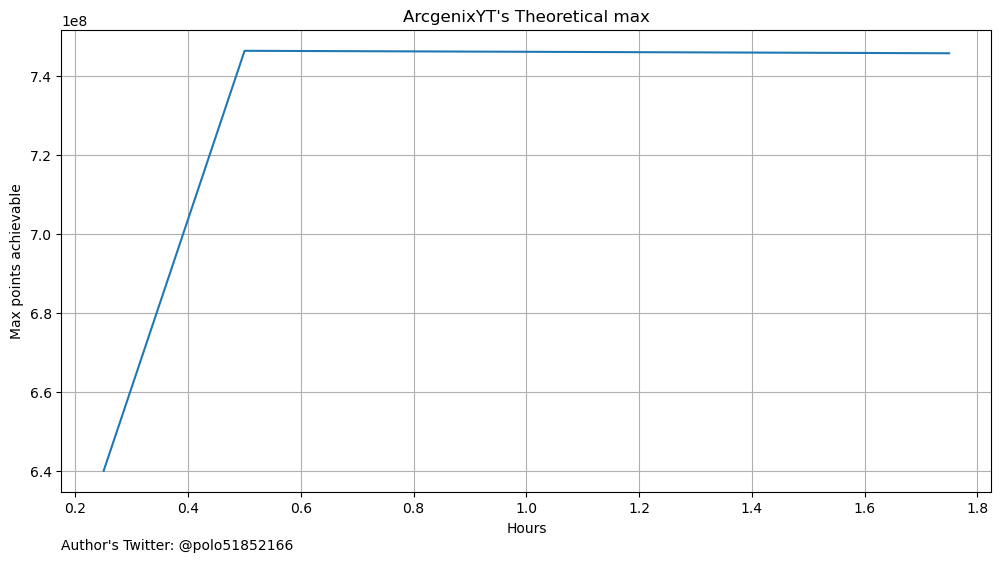 ArcgenixYT's Theoretical max
1e8
7.4
7.2
7.0
6.8
6.6
6.4
Max points achievable
0.2 0.4 0.6 0.8 1.0 1.2 1.4 1.6 1.8
Hours
Author's Twitter: @polo51852166